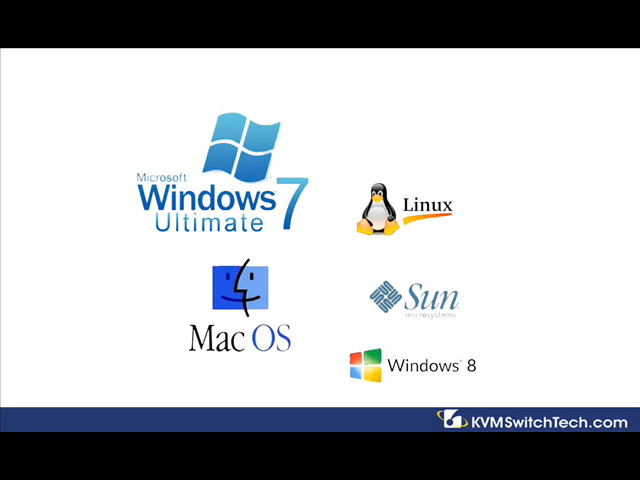 Microsoft
Windows 7
Ultimate
Linux
Mac OS
Sun
microsystems
Windows 8
KVMSwitchTech.com